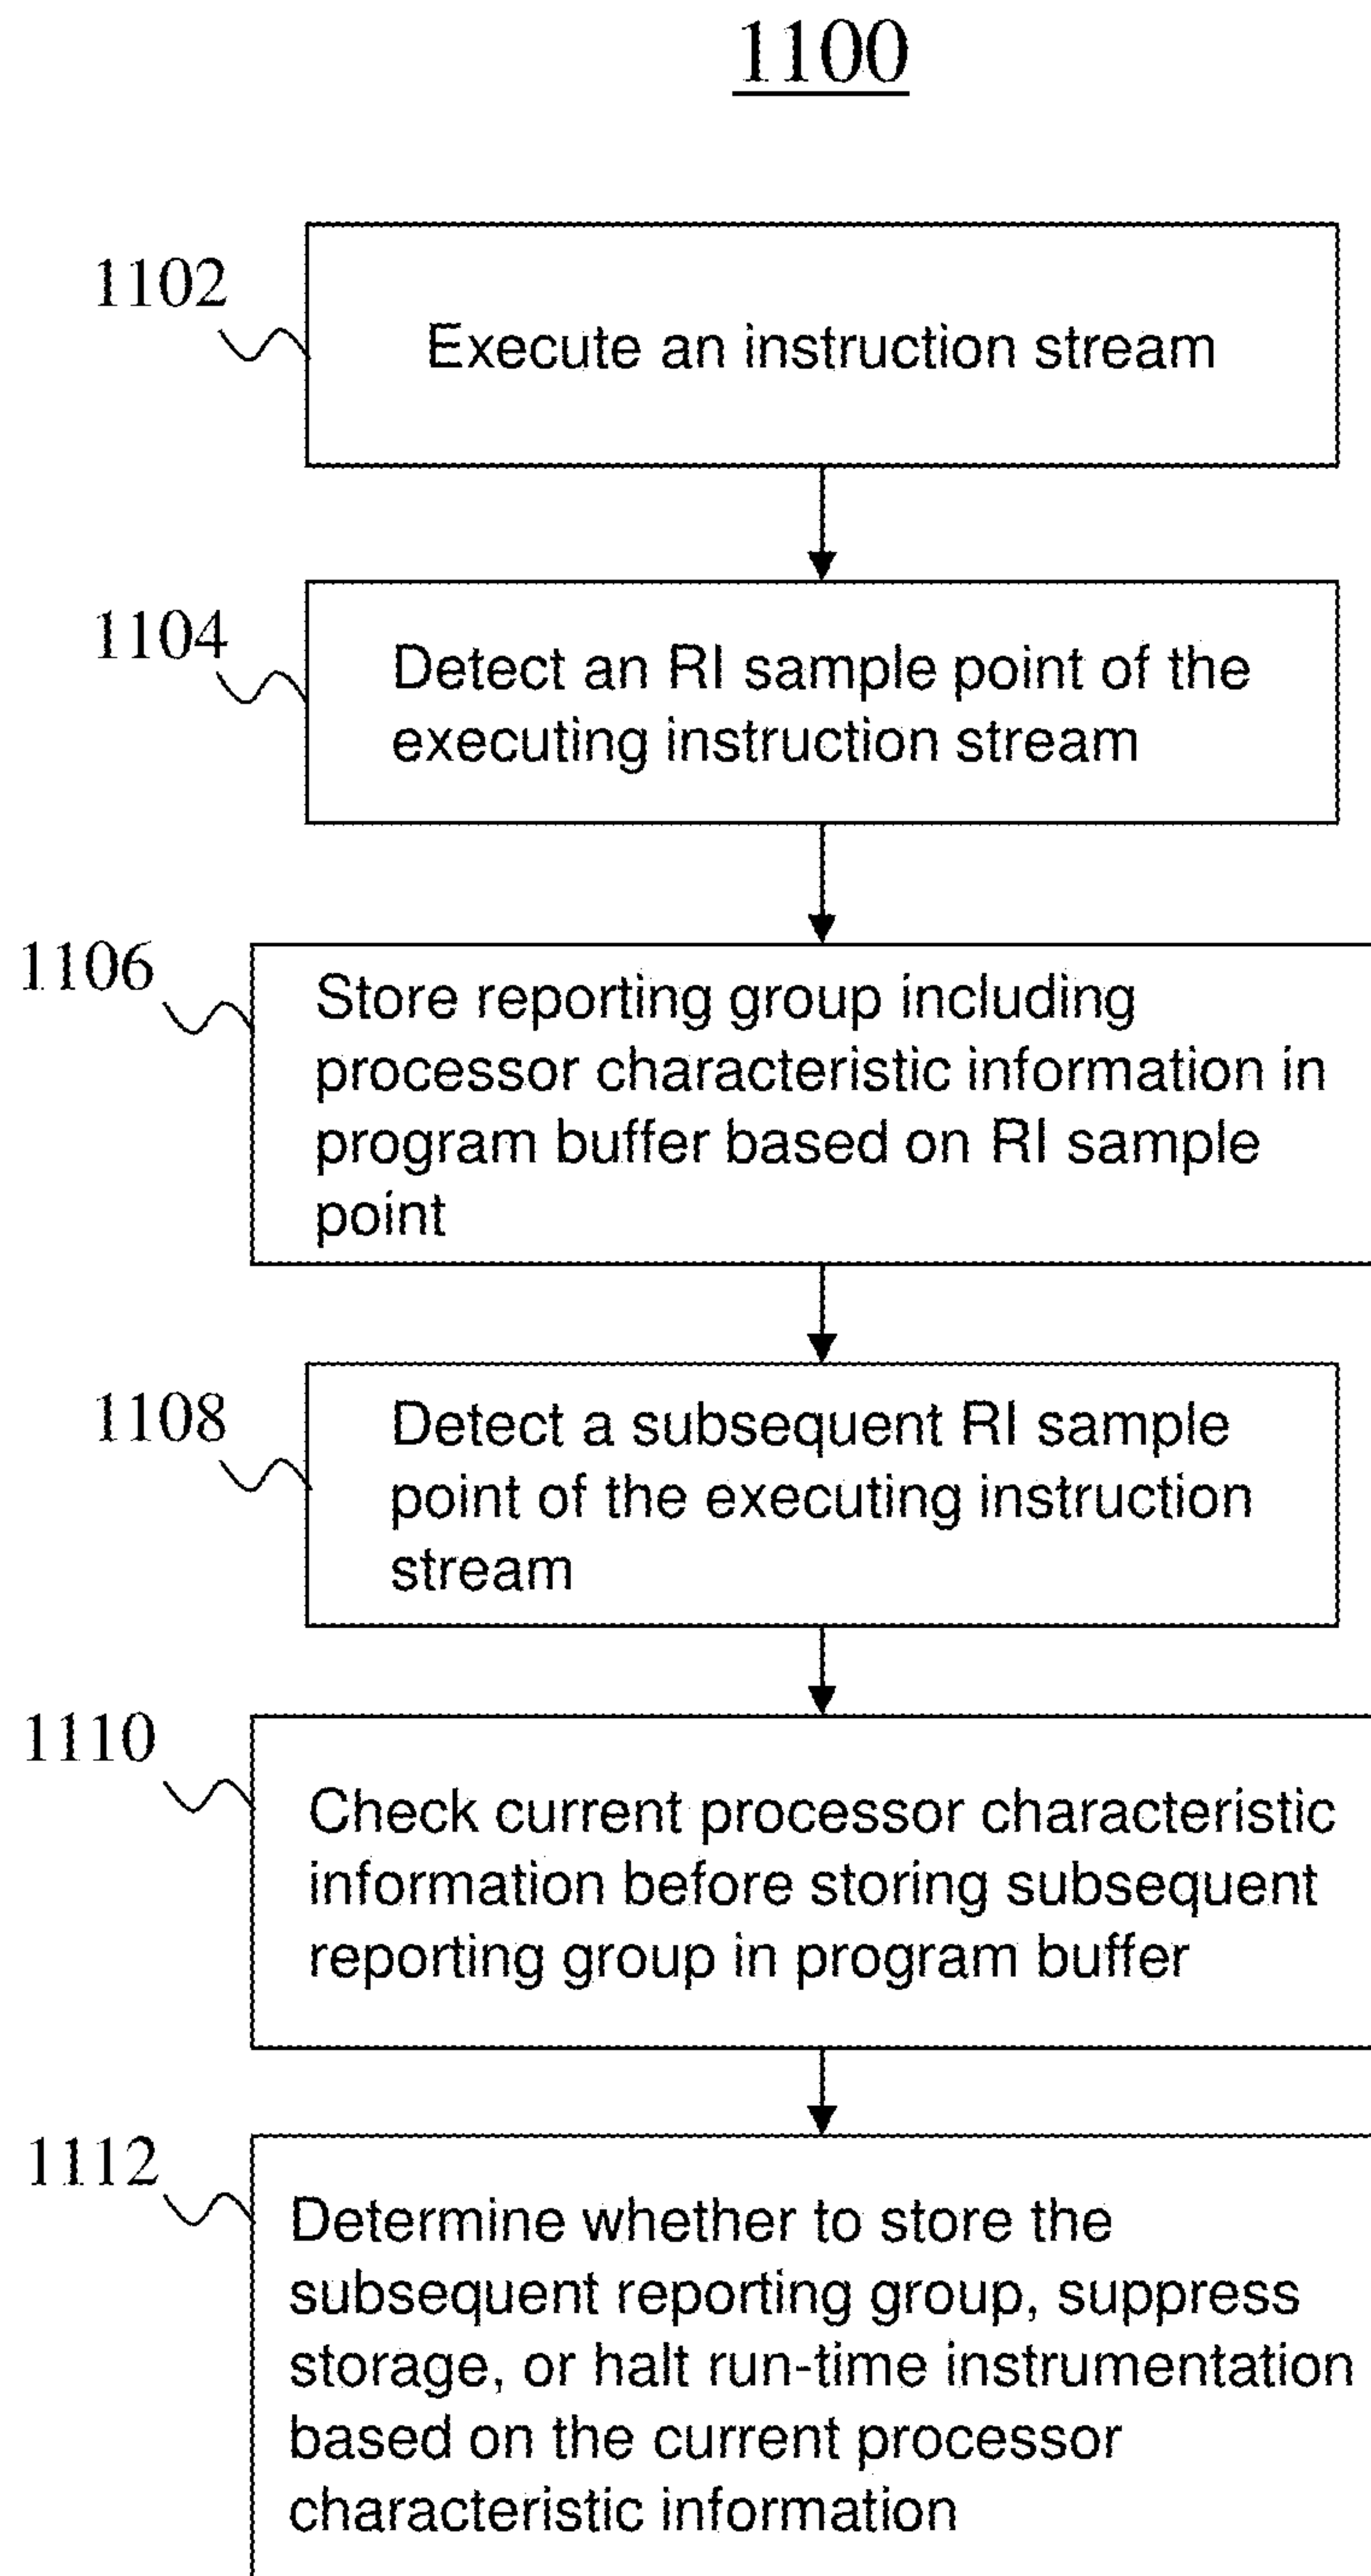 1100
1102
Execute an instruction stream
1104
Detect an RI sample point of the
executing instruction stream
1106
Store reporting group including
processor characteristic information in
program buffer based on RI sample
point
1108
Detect a subsequent RI sample
point of the executing instruction
stream
1110
Check current processor characteristic
information before storing subsequent
reporting group in program buffer
1112
Determine whether to store the
subsequent reporting group, suppress
storage, or halt run-time instrumentation
based on the current processor
characteristic information